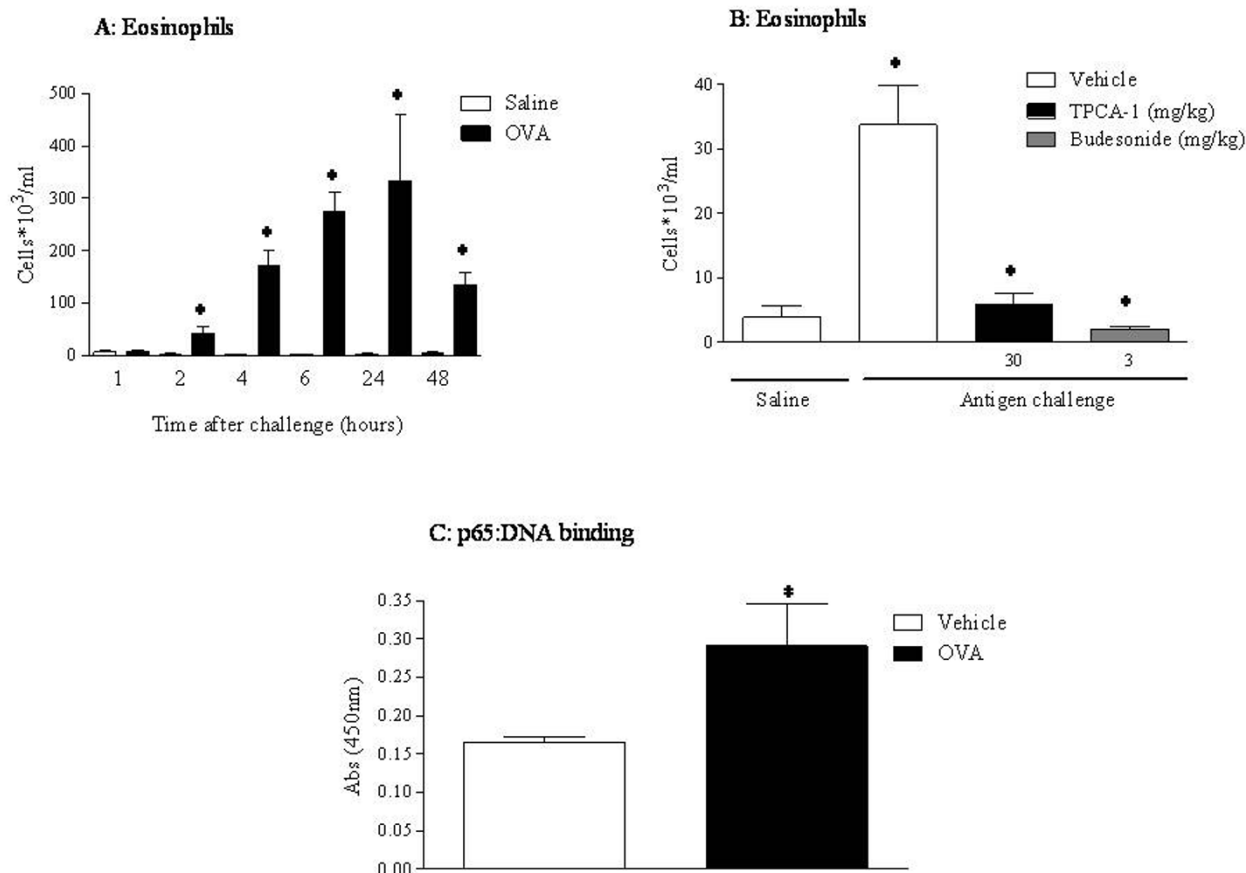 A: Eosinophils
500
400
300
200
100
0
Cells*10³/ml
Saline
OVA
1 2 4 6 24 48
Time after challenge (hours)
B: Eosinophils
40
30
20
10
0
Cells*10³/ml
Vehicle
TPCA-1 (mg/kg)
Budesonide (mg/kg)
30 3
Saline Antigen challenge
C: p65:DNA binding
0.35
0.30
0.25
0.20
0.15
0.10
0.05
0.00
Abs (450nm)
Vehicle
OVA